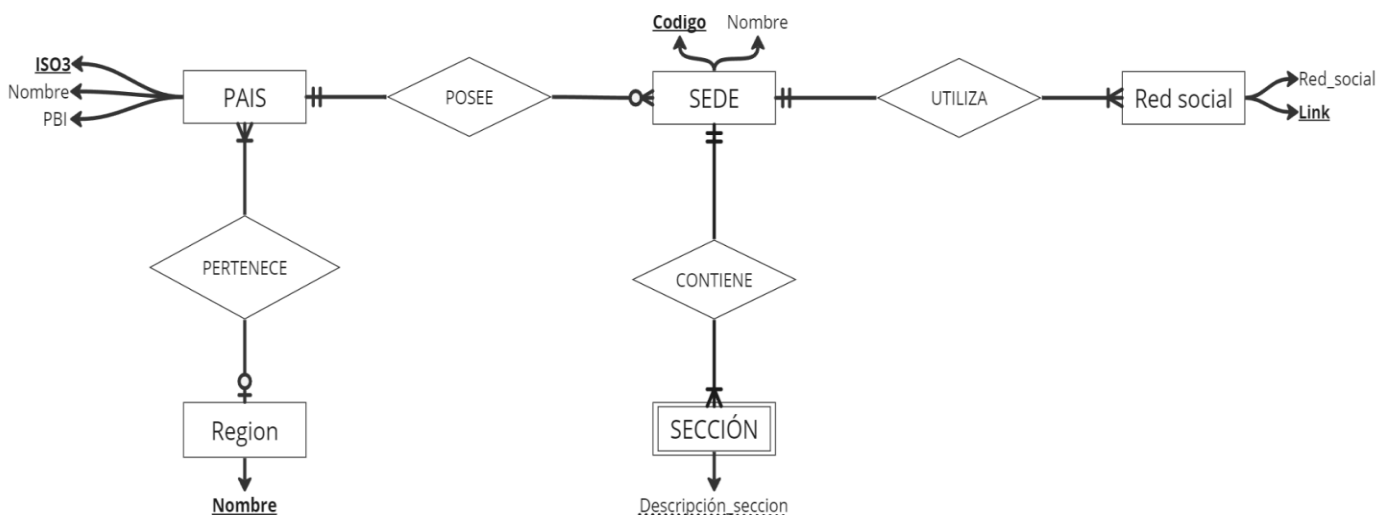 Codigo Nombre
ISO3
Nombre
PBI
PAIS
POSEE
SEDE
UTILIZA
Red social
Red_social
Link
PERTENECE
CONTIENE
Region
SECCIÓN
Nombre
Descripción_seccion